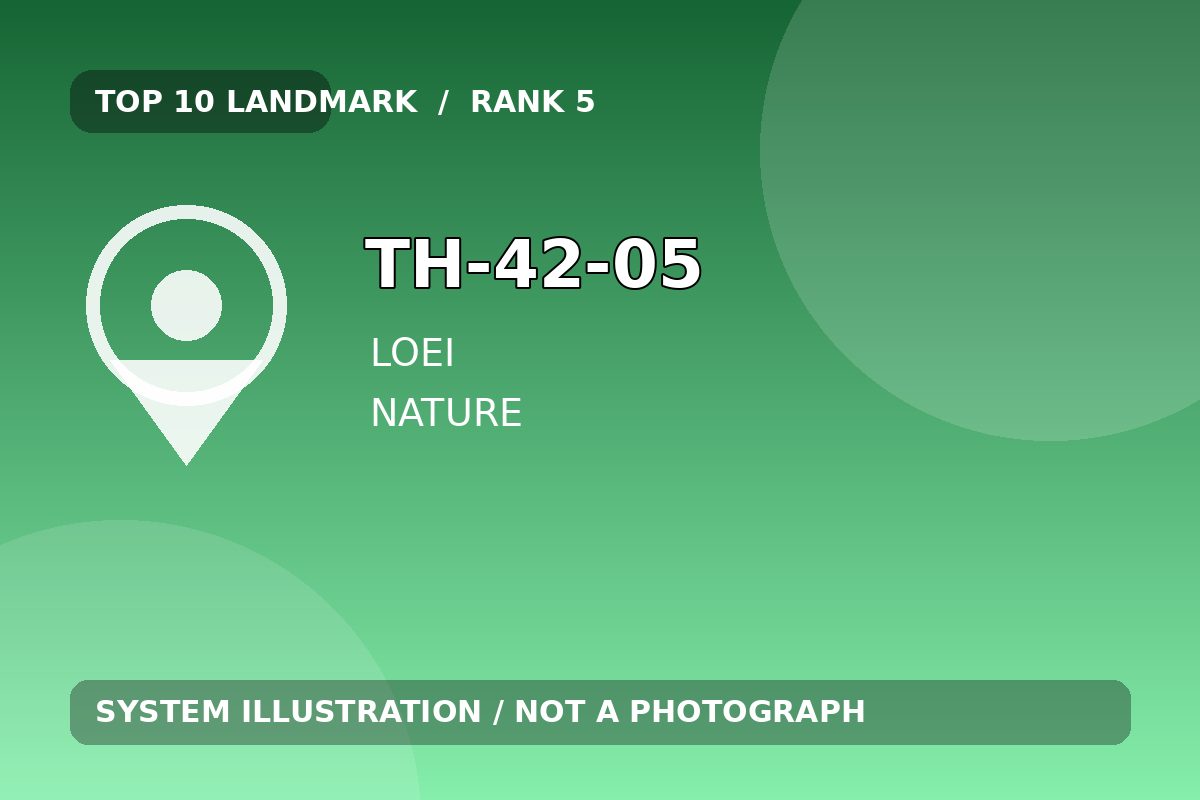 TOP 10 LANDMARK / RANK 5
TH-42-05
LOEI
NATURE
SYSTEM ILLUSTRATION / NOT A PHOTOGRAPH